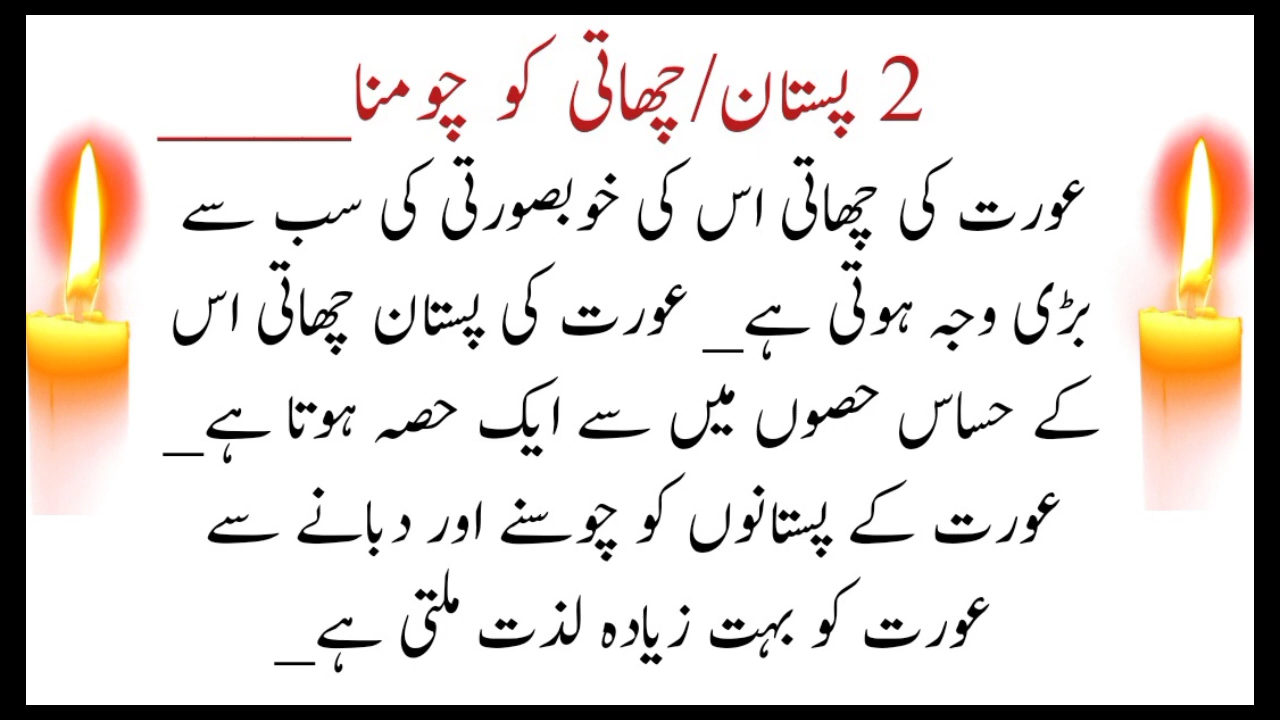 2 پستان/چھاتی کو چومنا____
عورت کی چھاتی اس کی خوبصورتی کی سب سے
بڑی وجہ ہوتی ہے_ عورت کی پستان چھاتی اس
کے حساس حصوں میں سے ایک حصہ ہوتا ہے_
عورت کے پستانوں کو چوسنے اور دبانے سے
عورت کو بہت زیادہ لذت ملتی ہے_